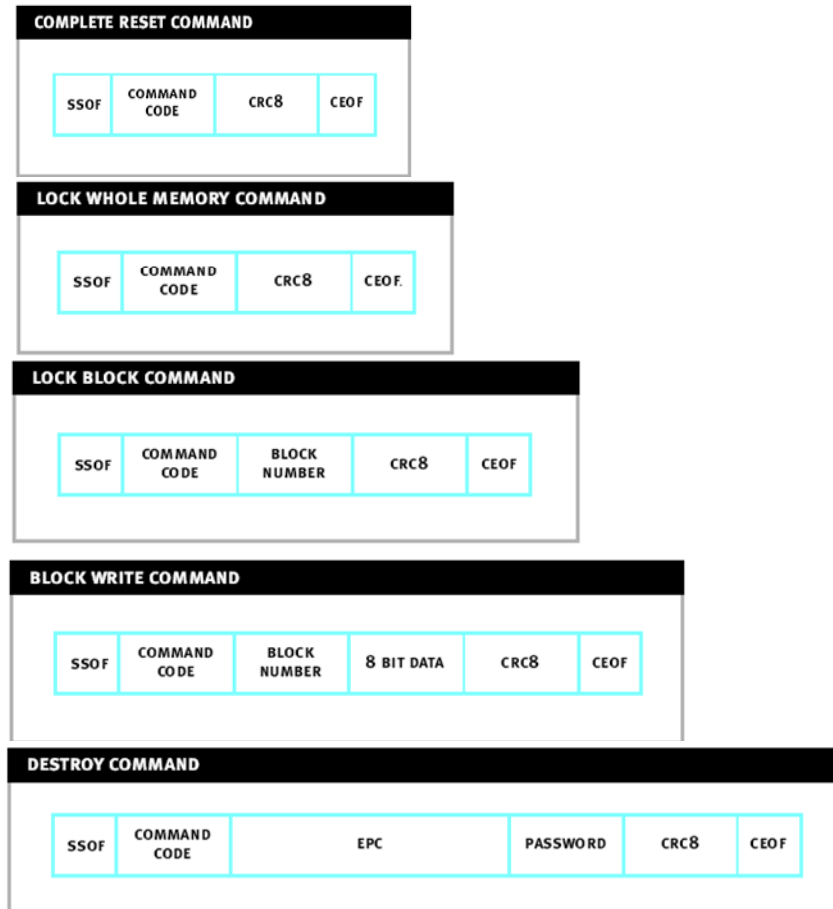 COMPLETE RESET COMMAND
SSOF
COMMAND
CODE
CRC8
CEOF
LOCK WHOLE MEMORY COMMAND
SSOF
COMMAND
CODE
CRC8
CEOF.
LOCK BLOCK COMMAND
SSOF
COMMAND
CODE
BLOCK
NUMBER
CRC8
CEOF
BLOCK WRITE COMMAND
SSOF
COMMAND
CODE
BLOCK
NUMBER
8 BIT DATA
CRC8
CEOF
DESTROY COMMAND
SSOF
COMMAND
CODE
EPC
PASSWORD
CRC8
CEOF